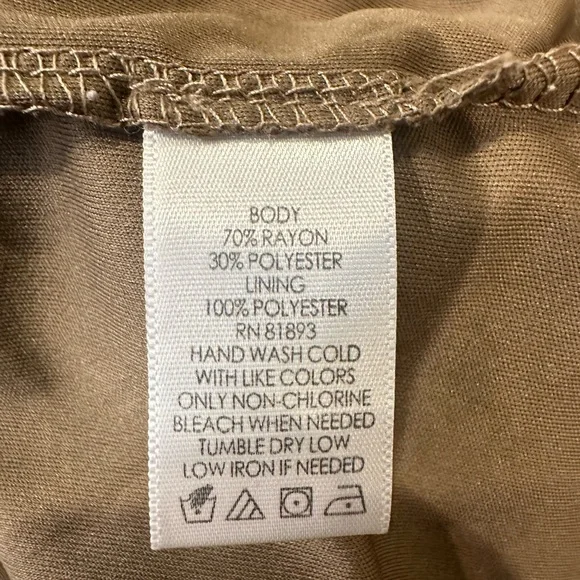 BODY
70% RAYON
30% POLYESTER
LINING
100% POLYESTER
RN 81893
HAND WASH COLD
WITH LIKE COLORS
ONLY NON-CHLORINE
BLEACH WHEN NEEDED
TUMBLE DRY LOW
LOW IRON IF NEEDED